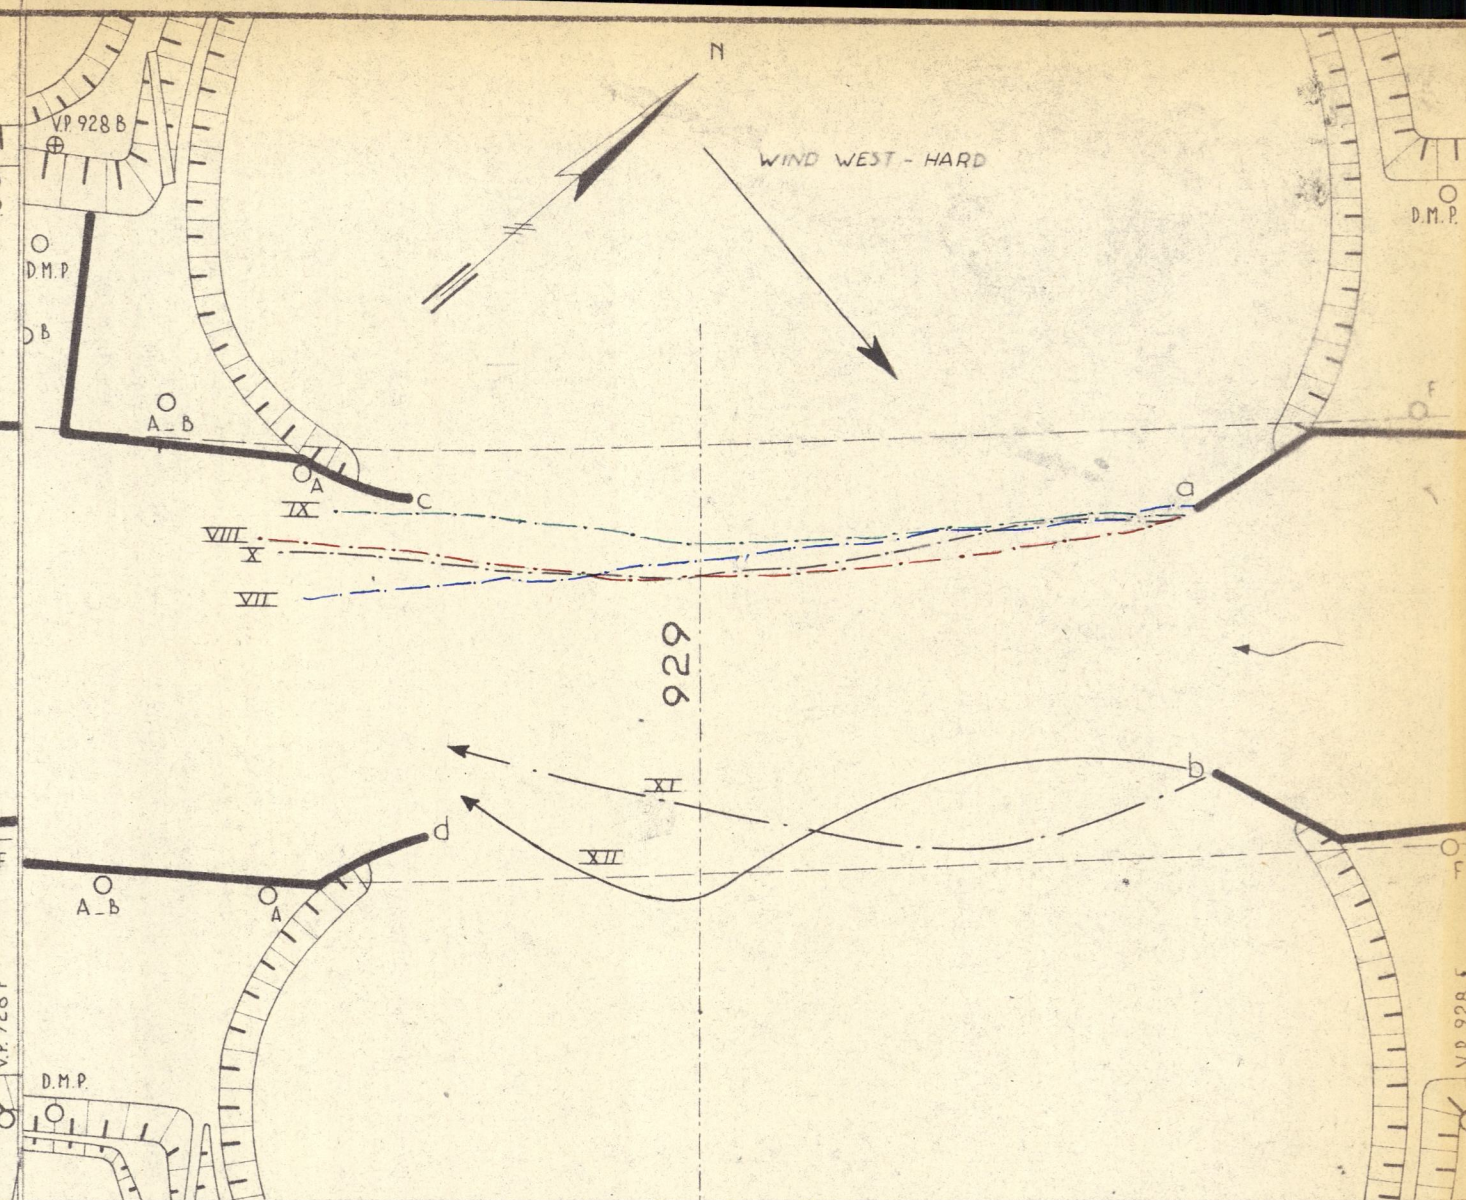 N
V.P. 928 B
WIND WEST - HARD
D.M.P.
D.M.P.
B
F
A_B
A
c
a
IX
VIII
X
VII
929
b
XI
d
XII
F
A_B
A
D.M.P.